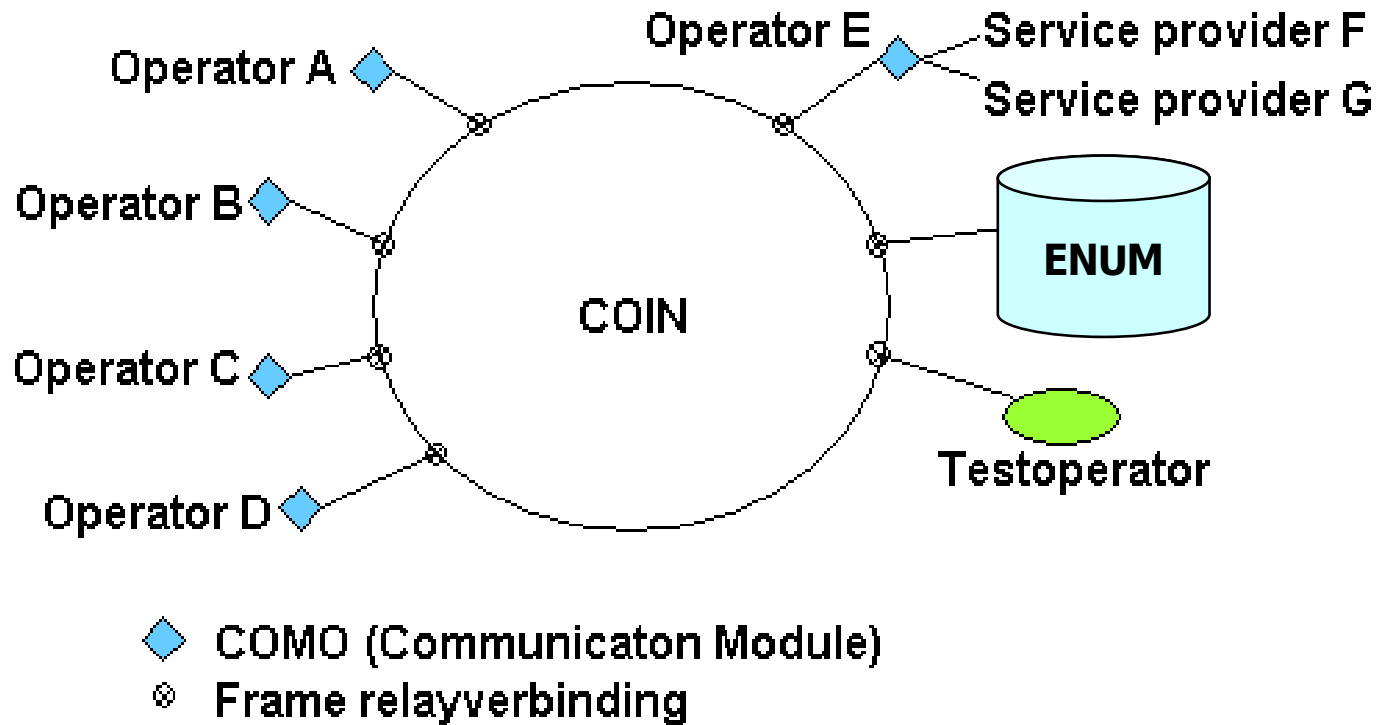 Operator A
Operator E
Service provider F
Service provider G
Operator B
ENUM
COIN
Operator C
Testoperator
Operator D
COMO (Communicaton Module)
Frame relayverbinding